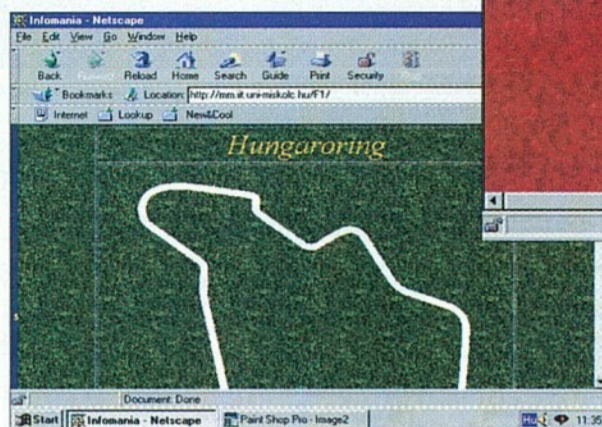 Infomania - Netscape
File Edit View Go Window Help
Back Forward Reload Home Search Guide Print Security Stop
Bookmarks Location: http://mm.iit.uni-miskolc.hu/F1/
Internet Lookup New&Cool
Hungaroring
Document: Done
Start Infomania - Netscape Paint Shop Pro - Image2 Hu 11:35